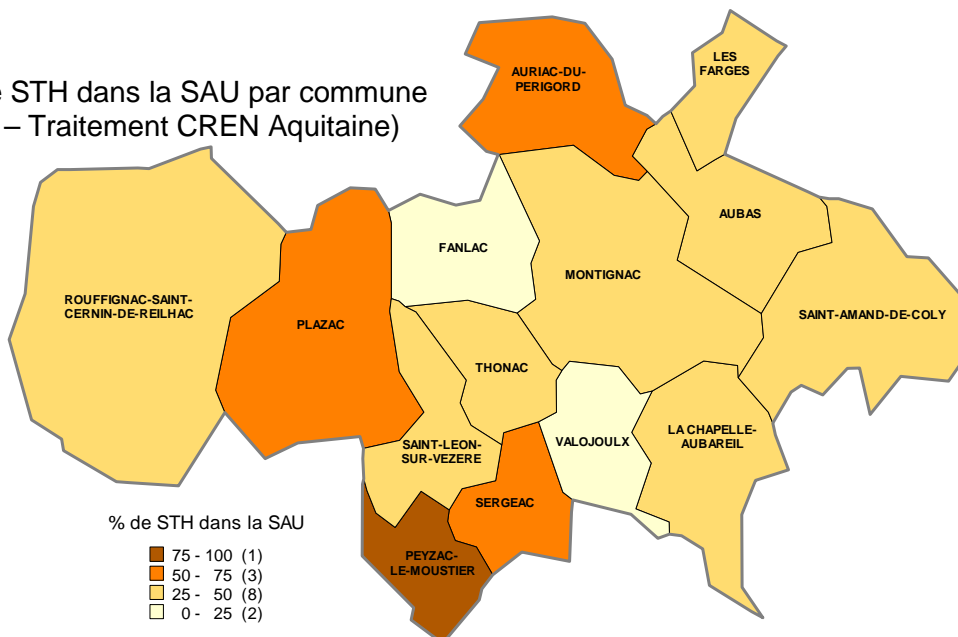 STH dans la SAU par commune
– Traitement CREN Aquitaine)
AURIAC-DU-
PERIGORD
LES
FARGES
AUBAS
FANLAC
MONTIGNAC
ROUFFIGNAC-SAINT-
CERNIN-DE-REILHAC
PLAZAC
SAINT-AMAND-DE-COLY
THONAC
VALOJOULX
LA CHAPELLE-
AUBAREIL
SAINT-LEON-
SUR-VEZERE
SERGEAC
PEYZAC-
LE-MOUSTIER
% de STH dans la SAU
75 - 100 (1)
50 - 75 (3)
25 - 50 (8)
0 - 25 (2)